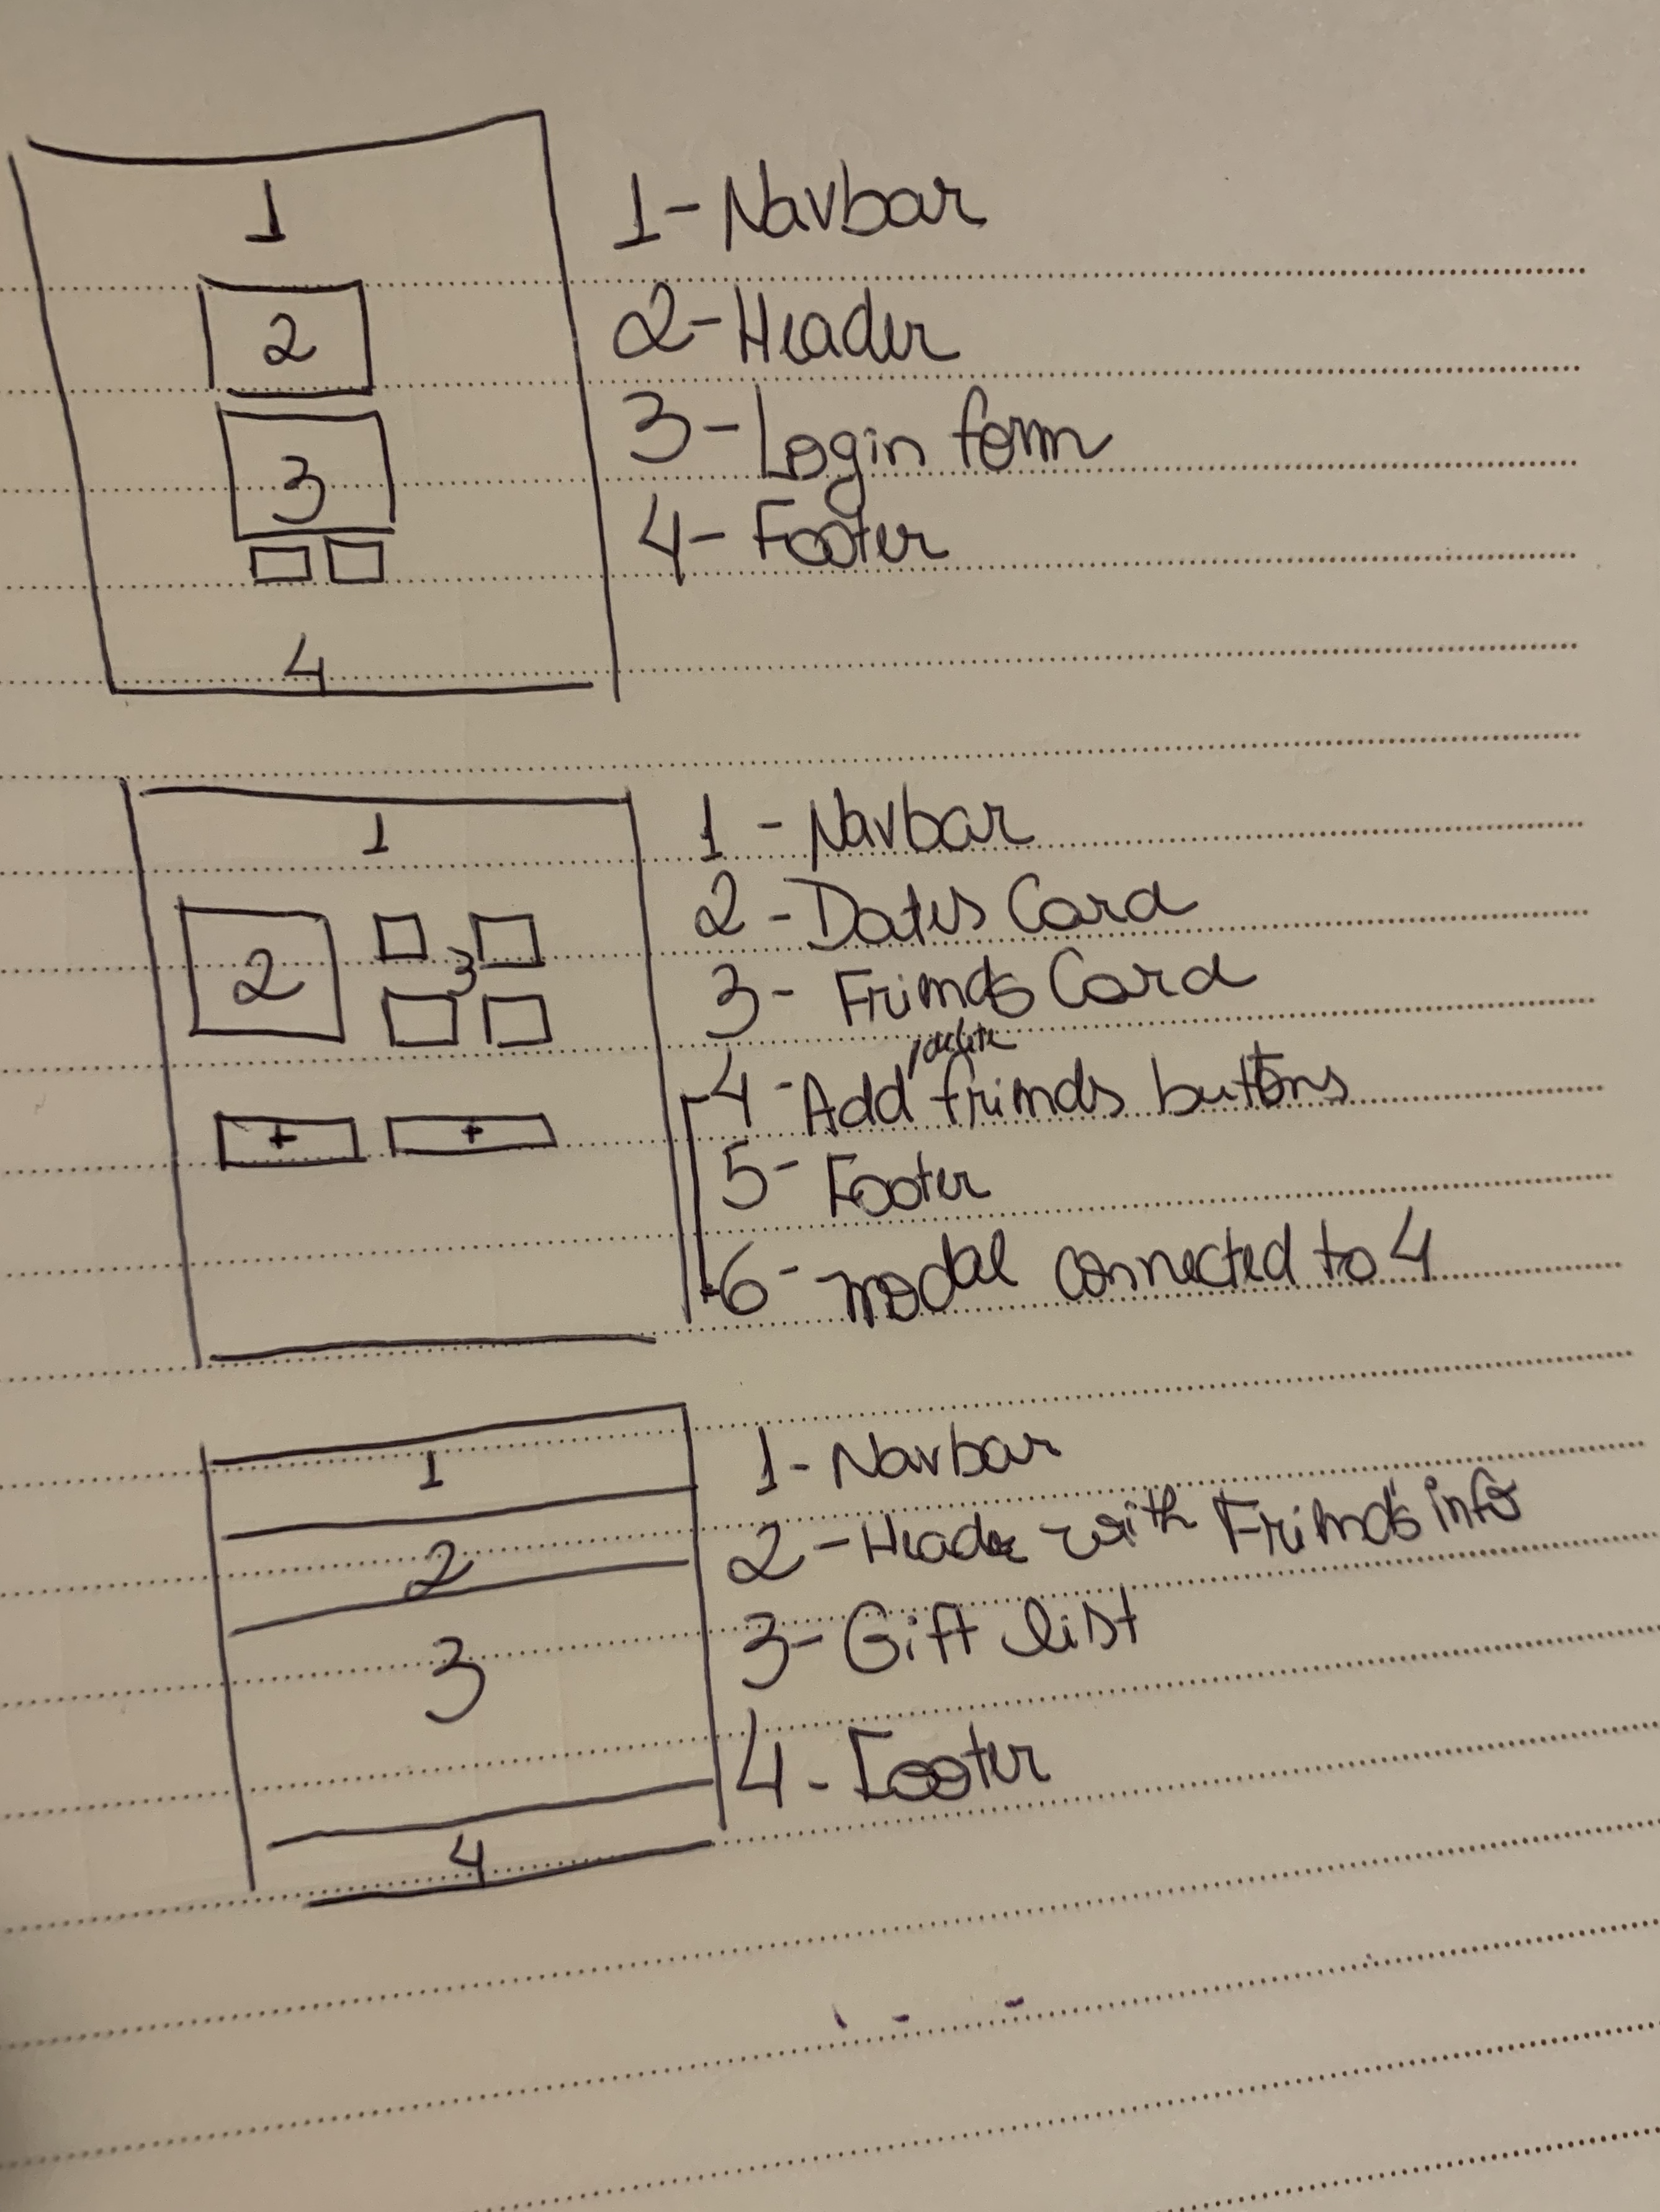 1
2
3
4
1- Navbar
2- Header
3- Login form
4- Footer
1
2
3
+
+
1 - Navbar
2 - Dates Card
3 - Friends Card
/delete
4 - Add friends buttons
5 - Footer
6 - modal connected to 4
1
2
3
4
1- Navbar
2 - Header with Friend's info
3- Gift list
4- Footer